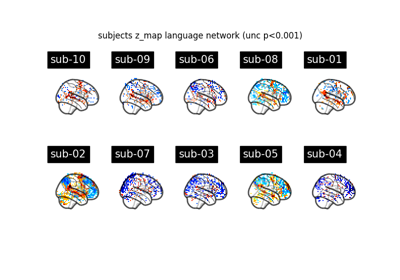 subjects z_map language network (unc p<0.001)
sub-10 sub-09 sub-06 sub-08 sub-01
sub-02 sub-07 sub-03 sub-05 sub-04